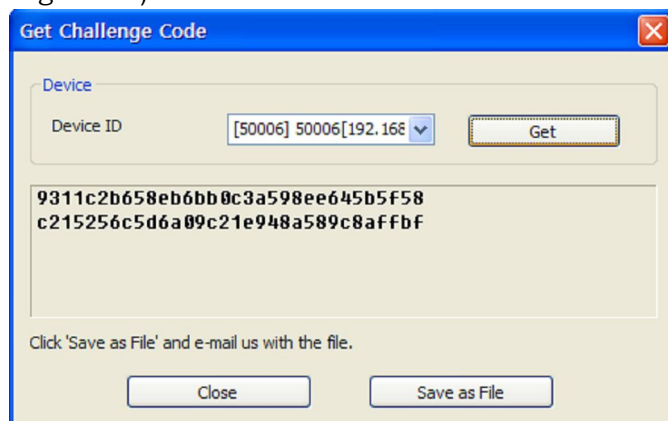 Get Challenge Code
Device
Device ID
[50006] 50006[192.168
Get
9311c2b658eb6bb0c3a598ee645b5f58
c215256c5d6a09c21e948a589c8affbf
Click 'Save as File' and e-mail us with the file.
Close
Save as File